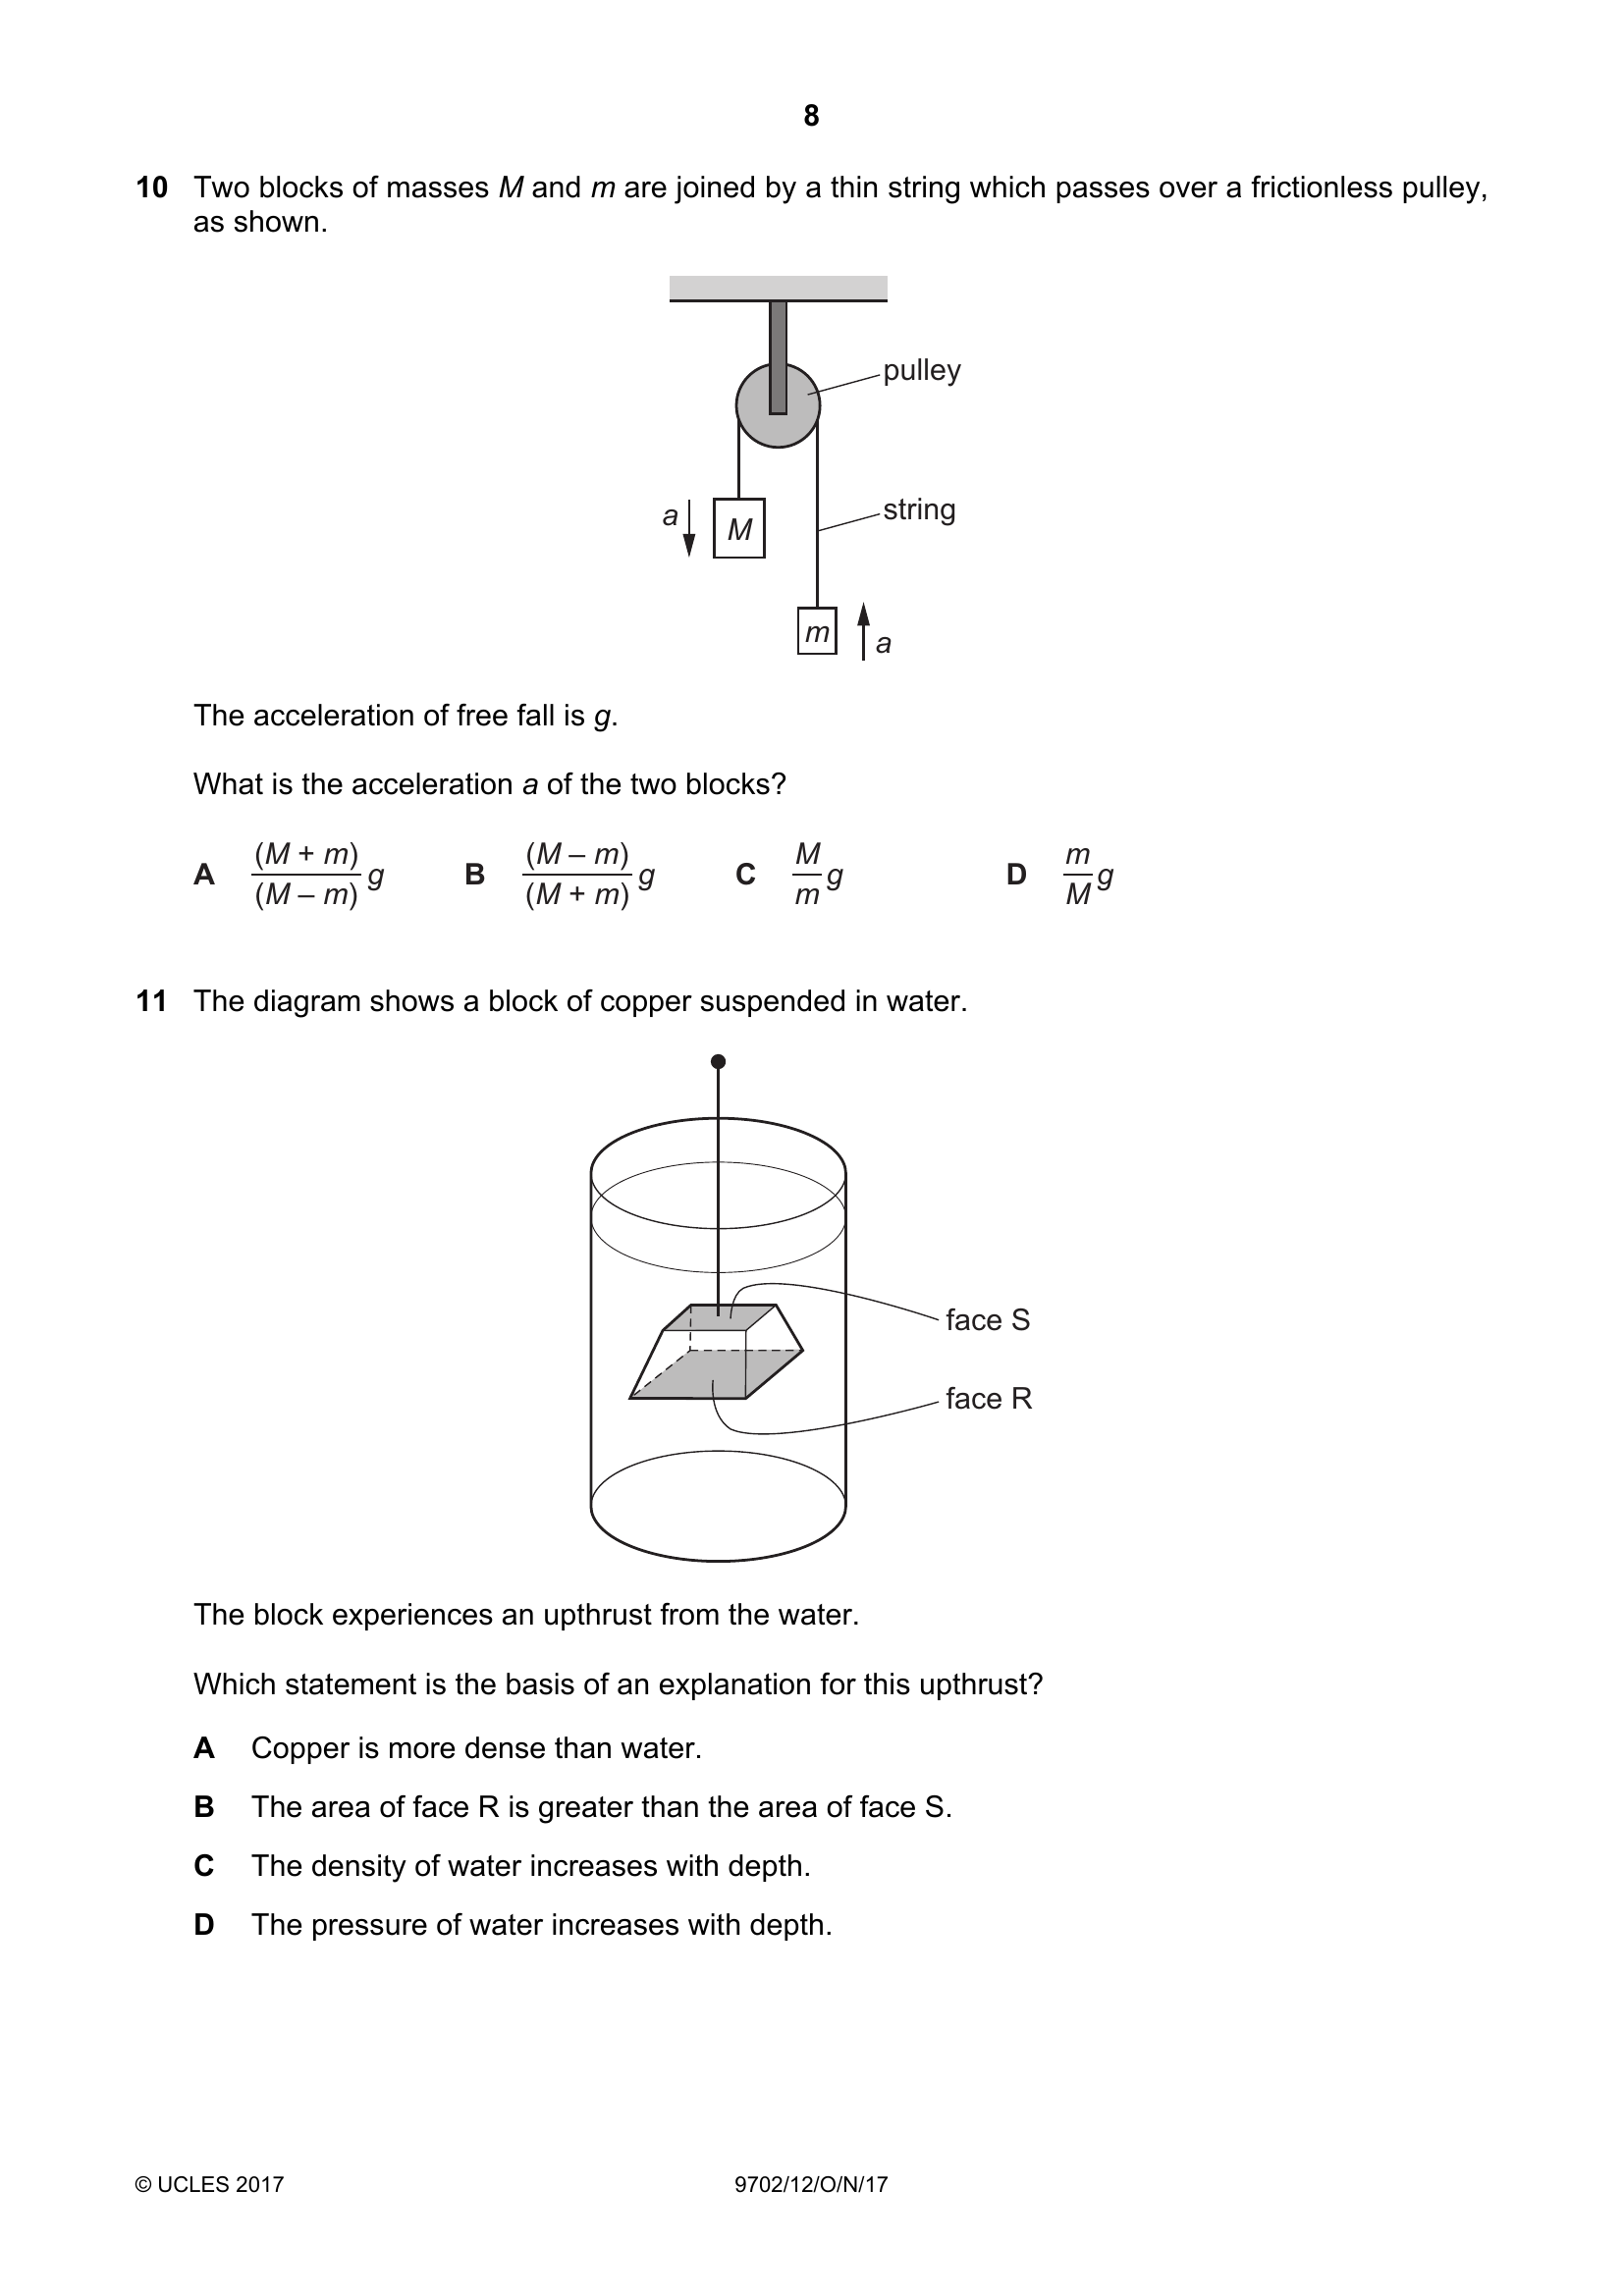 8
10 Two blocks of masses M and m are joined by a thin string which passes over a frictionless pulley,
as shown.
pulley
string
a
M
m
a
The acceleration of free fall is g.
What is the acceleration a of the two blocks?
A (M + m)/(M – m) g B (M – m)/(M + m) g C M/m g D m/M g
11 The diagram shows a block of copper suspended in water.
face S
face R
The block experiences an upthrust from the water.
Which statement is the basis of an explanation for this upthrust?
A Copper is more dense than water.
B The area of face R is greater than the area of face S.
C The density of water increases with depth.
D The pressure of water increases with depth.
© UCLES 2017 9702/12/O/N/17